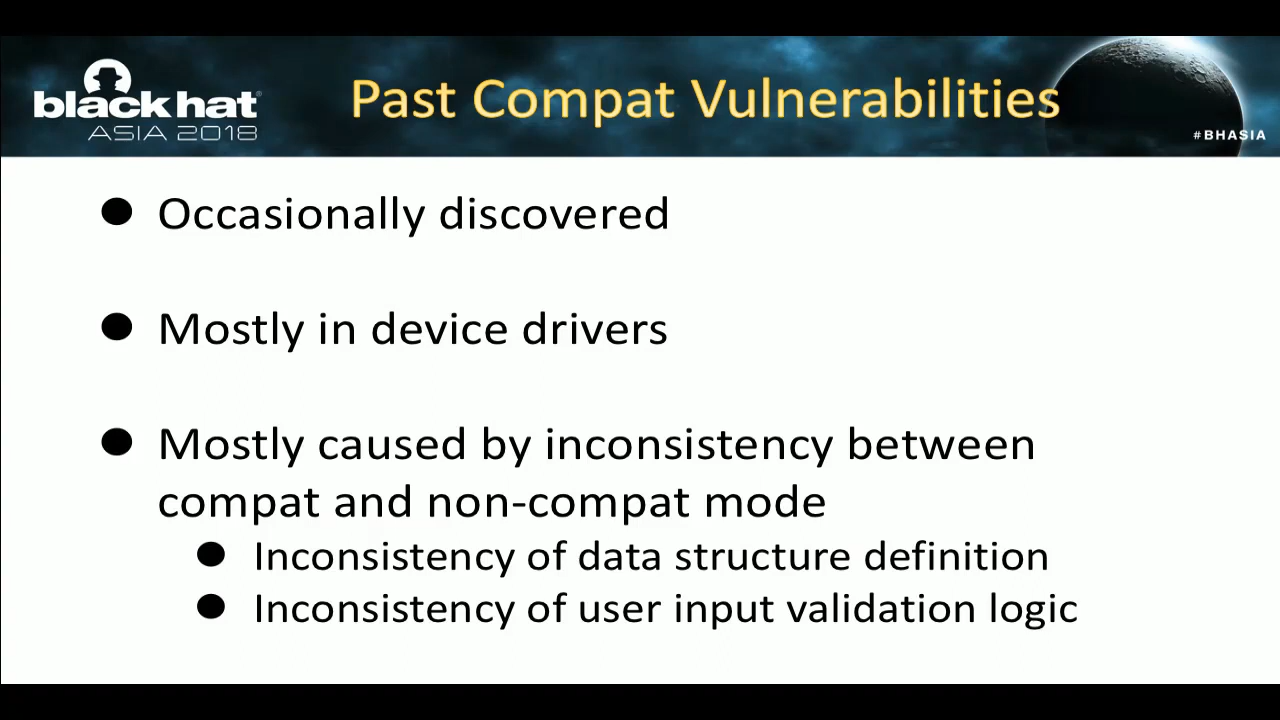 black hat®
ASIA 2018
Past Compat Vulnerabilities
#BHASIA
● Occasionally discovered
● Mostly in device drivers
● Mostly caused by inconsistency between
compat and non-compat mode
● Inconsistency of data structure definition
● Inconsistency of user input validation logic